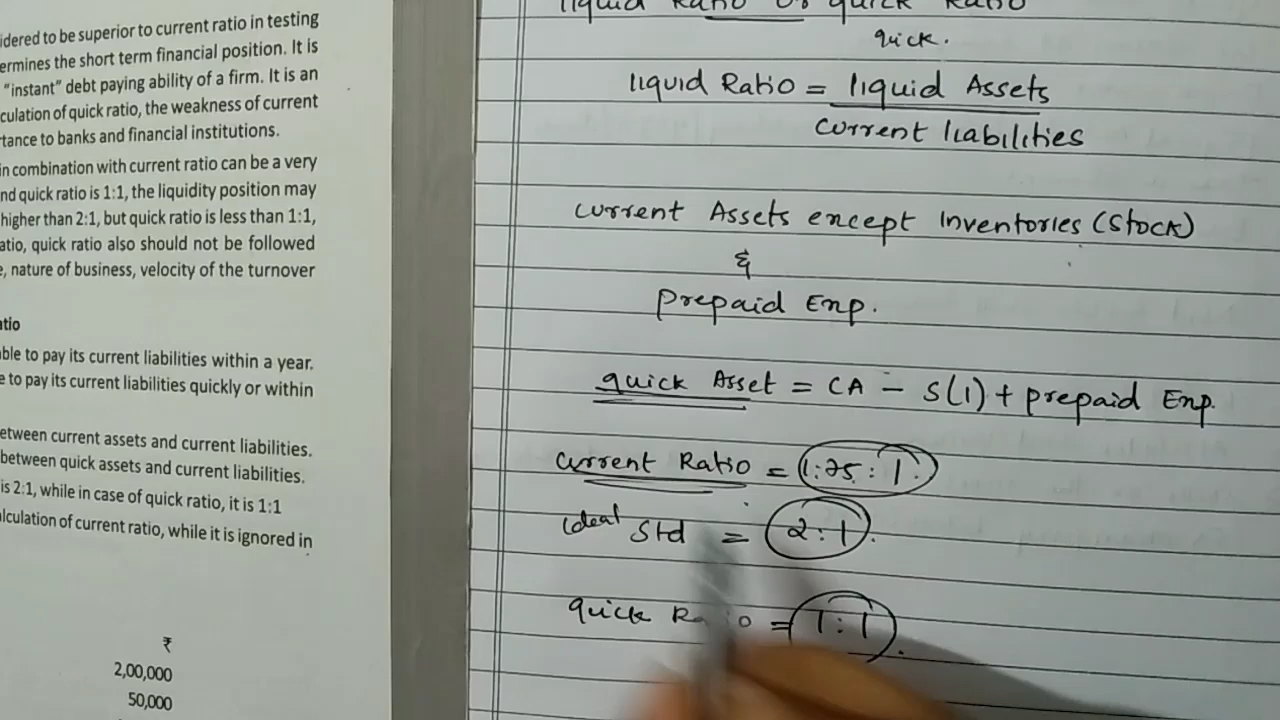 idered to be superior to current ratio in testing
ermines the short term financial position. It is
"instant" debt paying ability of a firm. It is an
culation of quick ratio, the weakness of current
tance to banks and financial institutions.
in combination with current ratio can be a very
nd quick ratio is 1:1, the liquidity position may
higher than 2:1, but quick ratio is less than 1:1,
atio, quick ratio also should not be followed
e, nature of business, velocity of the turnover
atio
ble to pay its current liabilities within a year.
e to pay its current liabilities quickly or within
etween current assets and current liabilities.
between quick assets and current liabilities.
is 2:1, while in case of quick ratio, it is 1:1
lculation of current ratio, while it is ignored in
₹
2,00,000
50,000
liquid Ratio or quick Ratio
quick.
liquid Ratio = liquid Assets
current liabilities
current Assets except Inventories (Stock)
&
Prepaid Exp.
quick Asset = CA - S(1) + prepaid Exp.
current Ratio = 1.75 : 1.
ideal Std = 2:1.
quick Ratio = 1:1.